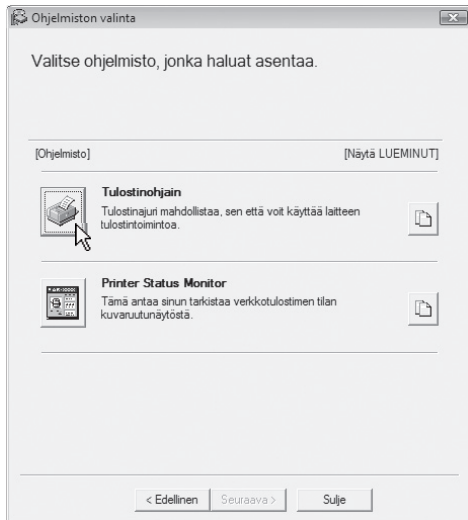 Ohjelmiston valinta
Valitse ohjelmisto, jonka haluat asentaa.
[Ohjelmisto] [Näytä LUEMINUT]
Tulostinohjain
Tulostinajuri mahdollistaa, sen että voit käyttää laitteen
tulostintoimintoa.
Printer Status Monitor
Tämä antaa sinun tarkistaa verkkotulostimen tilan
kuvaruutunäytöstä.
< Edellinen Seuraava > Sulje